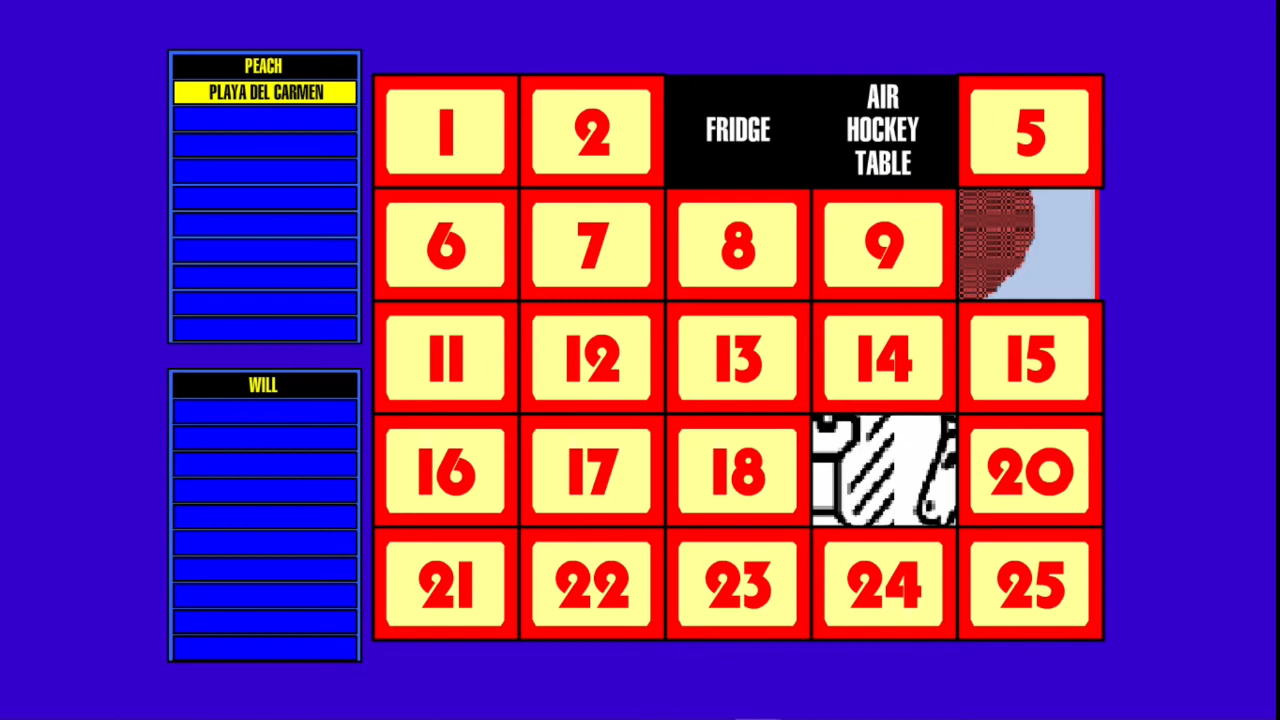 PEACH
PLAYA DEL CARMEN
WILL
1 2 FRIDGE AIR HOCKEY TABLE 5
6 7 8 9
11 12 13 14 15
16 17 18 20
21 22 23 24 25